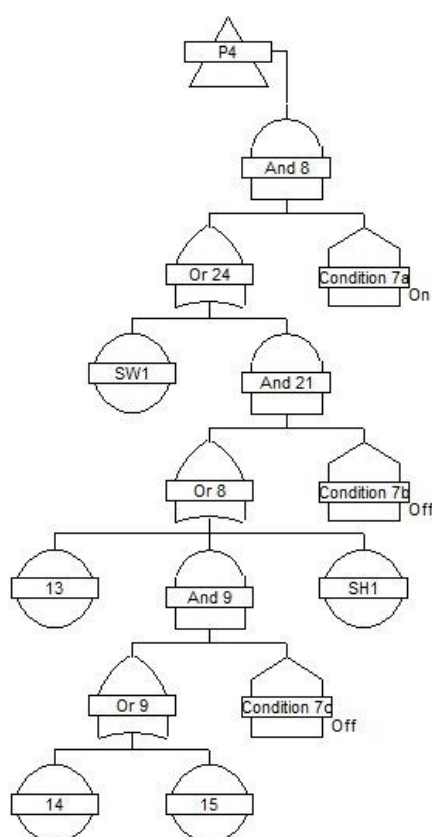 P4
And 8
Or 24
Condition 7a
On
SW1
And 21
Or 8
Condition 7b
Off
13
And 9
SH1
Or 9
Condition 7c
Off
14
15